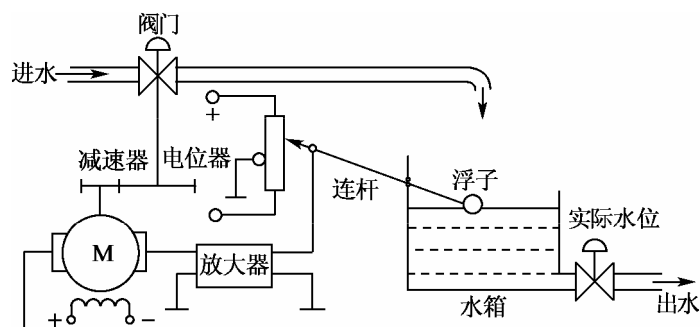 阀门
进水
+
减速器
电位器
连杆
浮子
实际水位
M
放大器
+
-
水箱
出水